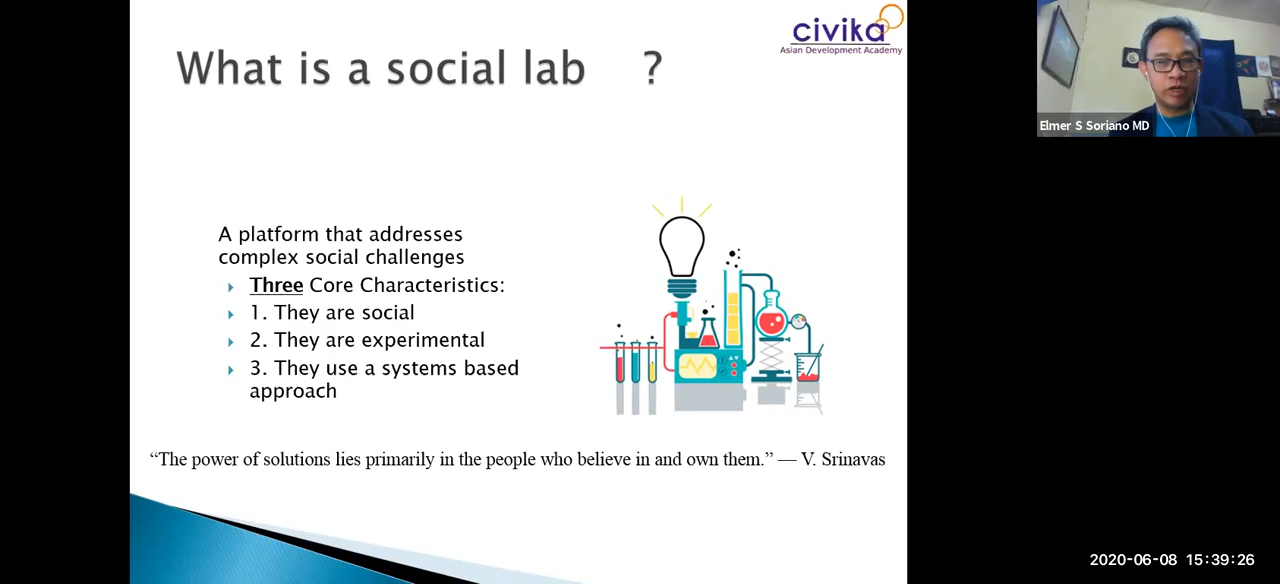 What is a social lab ?
civika
Asian Development Academy
Elmer S Soriano MD
A platform that addresses
complex social challenges
Three Core Characteristics:
1. They are social
2. They are experimental
3. They use a systems based
approach
“The power of solutions lies primarily in the people who believe in and own them.” — V. Srinavas
2020-06-08 15:39:26